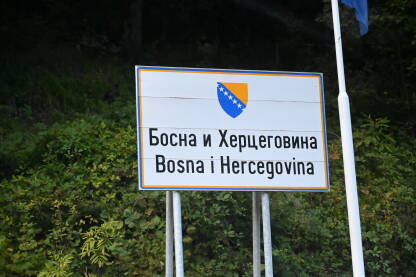 Босна и Херцеговина
Bosna i Hercegovina